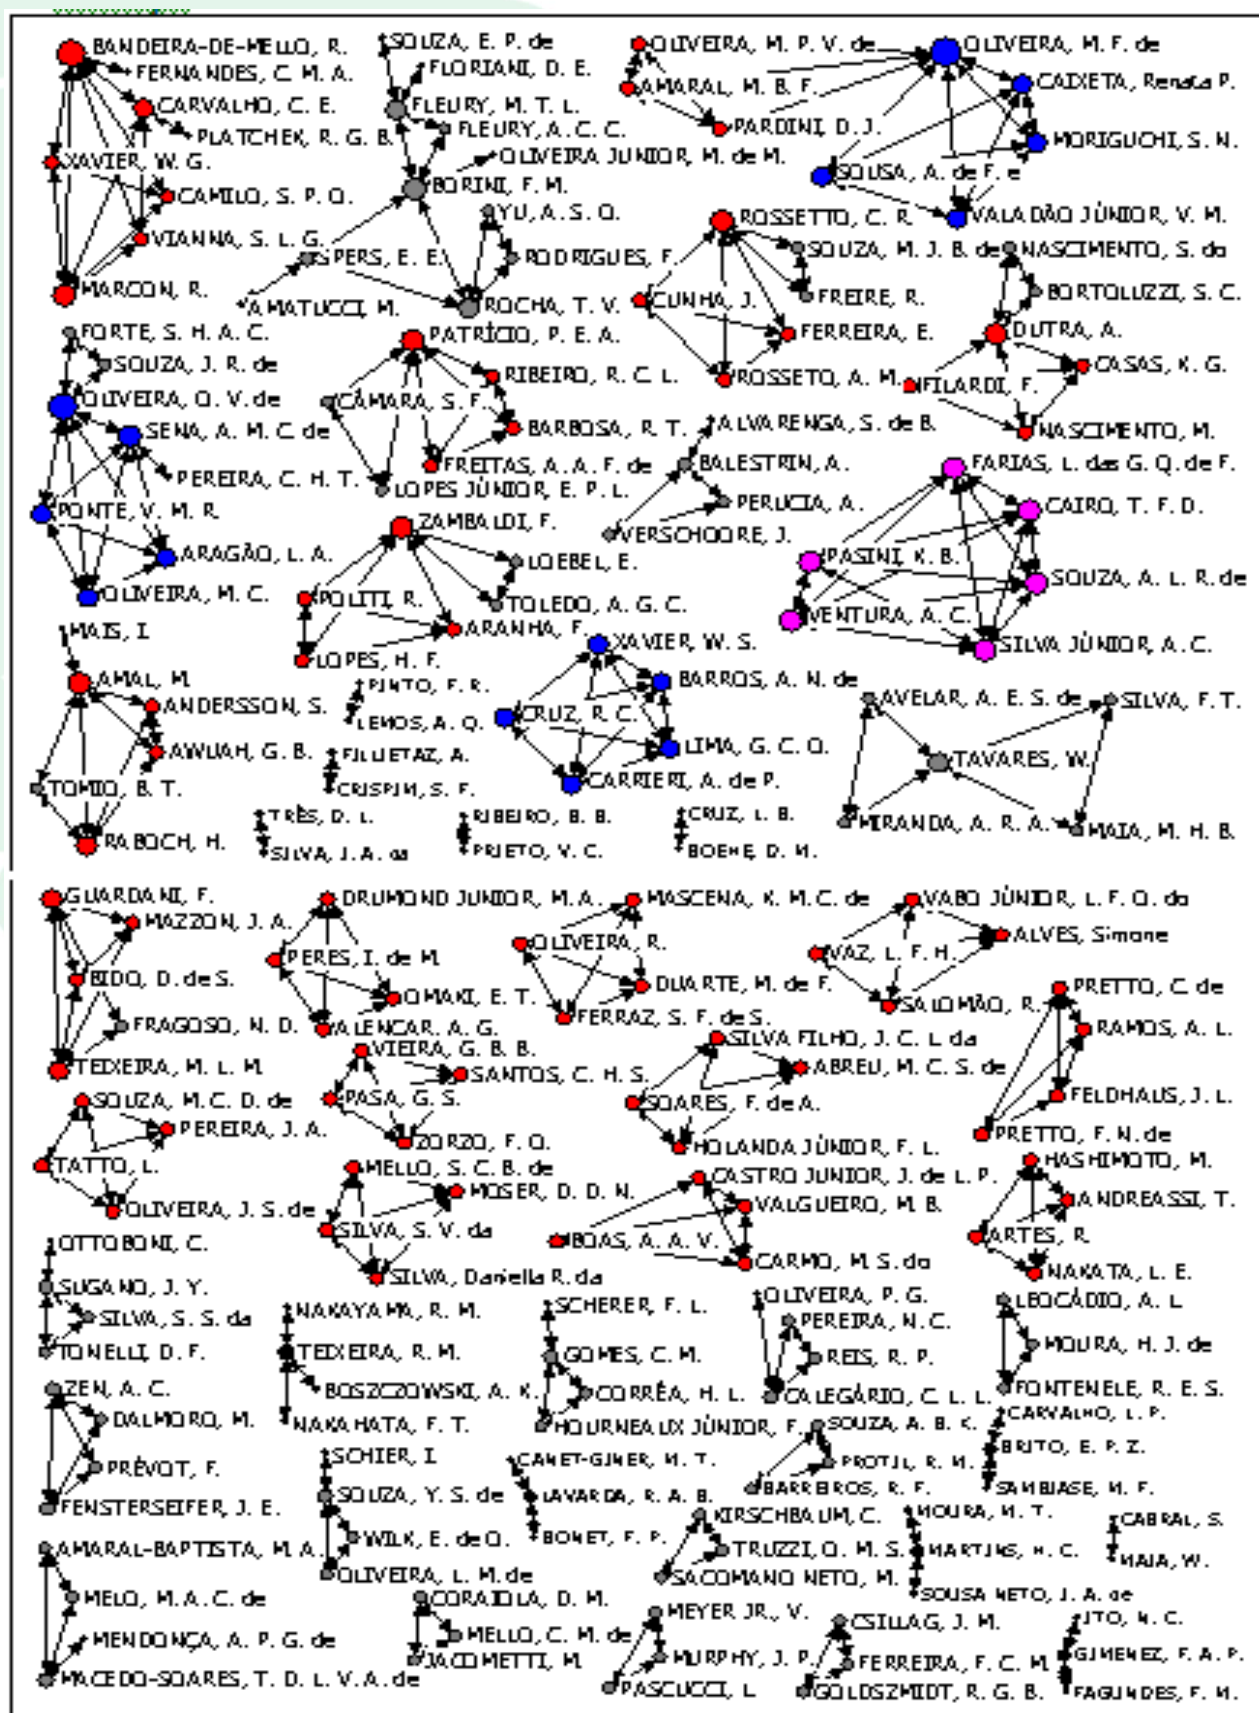 BANDEIRA-DE-MELLO, R.
FERNANDES, C. M. A.
CARVALHO, C. E.
PLATCHEK, R. G. B.
XAVIER, W. G.
CAMILO, S. P. O.
VIANNA, S. L. G.
MARCON, R.
SOUZA, E. P. de
FLORIANI, D. E.
FLEURY, M. T. L.
FLEURY, A. C. C.
OLIVEIRA JUNIOR, M. de M.
BORINI, F. M.
YU, A. S. O.
SPERS, E. E.
RODRIGUES, F.
AMATUCCI, M.
ROCHA, T. V.
OLIVEIRA, M. P. V. de
AMARAL, M. B. F.
PARDINI, D. J.
OLIVEIRA, M. F. de
CAIXETA, Renata P.
MORIGUCHI, S. N.
SOUSA, A. de F. e
VALADÃO JÚNIOR, V. M.
ROSSETTO, C. R.
SOUZA, M. J. B. de
FREIRE, R.
CUNHA, J.
FERREIRA, E.
ROSSETO, A. M.
NASCIMENTO, S. do
BORTOLUZZI, S. C.
DUTRA, A.
CASAS, K. G.
FILARDI, F.
NASCIMENTO, M.
FORTE, S. H. A. C.
SOUZA, J. R. de
OLIVEIRA, O. V. de
SENA, A. M. C. de
PEREIRA, C. H. T.
PONTE, V. M. R.
ARAGÃO, L. A.
OLIVEIRA, M. C.
PATRÍCIO, P. E. A.
RIBEIRO, R. C. L.
CÂMARA, S. F.
BARBOSA, R. T.
FREITAS, A. A. F. de
LOPES JÚNIOR, E. P. L.
ALVARENGA, S. de B.
BALESTRIN, A.
PERUCIA, A.
VERSCHOORE, J.
FARIAS, L. das G. Q. de F.
CAIRO, T. F. D.
PASINI, K. B.
SOUZA, A. L. R. de
VENTURA, A. C.
SILVA JÚNIOR, A. C.
ZAMBALDI, F.
LOEBEL, E.
POLITI, R.
TOLEDO, A. G. C.
ARANHA, F.
LOPES, H. F.
MAIS, I.
AMAL, M.
ANDERSSON, S.
AWUAH, G. B.
TOMIO, B. T.
RABOCH, H.
PINTO, F. R.
LEMOS, A. Q.
FILLIETAZ, A.
CRISPIM, S. F.
XAVIER, W. S.
BARROS, A. N. de
CRUZ, R. C.
LIMA, G. C. O.
CARRIERI, A. de P.
AVELAR, A. E. S. de
SILVA, F. T.
TAVARES, W.
MIRANDA, A. R. A.
MAIA, M. H. B.
TRÊS, D. L.
SILVA, J. A. da
RIBEIRO, B. B.
PRIETO, V. C.
CRUZ, L. B.
BOEHE, D. M.
GUARDANI, F.
MAZZON, J. A.
BIDO, D. de S.
FRAGOSO, N. D.
TEIXEIRA, M. L. M.
DRUMOND JUNIOR, M. A.
PERES, I. de M.
OMAKI, E. T.
VALENCAR, A. G.
MASCENA, K. M. C. de
OLIVEIRA, R.
DUARTE, M. de F.
FERRAZ, S. F. de S.
VABO JÚNIOR, L. F. O. do
ALVES, Simone
VAZ, L. F. H.
SALOMÃO, R.
PRETTO, C. de
RAMOS, A. L.
FELDHAUS, J. L.
PRETTO, F. N. de
VIEIRA, G. B. B.
SANTOS, C. H. S.
PASA, G. S.
ZORZO, F. O.
SILVA FILHO, J. C. L. da
ABREU, M. C. S. de
SOARES, F. de A.
HOLANDA JÚNIOR, F. L.
SOUZA, M. C. D. de
PEREIRA, J. A.
TATTO, L.
OLIVEIRA, J. S. de
MELLO, S. C. B. de
MOSER, D. D. N.
SILVA, S. V. da
SILVA, Daniella R. da
CASTRO JUNIOR, J. de L. P.
VALGUEIRO, M. B.
BOAS, A. A. V.
CARMO, M. S. do
HASHIMOTO, M.
ANDREASSI, T.
ARTES, R.
NAKATA, L. E.
OTTOBONI, C.
SUGANO, J. Y.
SILVA, S. S. da
TONELLI, D. F.
NAKAYAMA, R. M.
TEIXEIRA, R. M.
BOSZCZOWSKI, A. K.
NAKAHATA, F. T.
SCHERER, F. L.
GOMES, C. M.
CORRÊA, H. L.
HOURNEAUX JÚNIOR, F.
OLIVEIRA, P. G.
PEREIRA, N. C.
REIS, R. P.
CALEGÁRIO, C. L. L.
LEOCÁDIO, A. L.
MOURA, H. J. de
FONTENELE, R. E. S.
ZEN, A. C.
DALMORO, M.
PRÉVOT, F.
FENSTERSEIFER, J. E.
SCHIER, I.
SOUZA, Y. S. de
WILK, E. de O.
OLIVEIRA, L. M. de
CANET-GINER, M. T.
LAVARDA, R. A. B.
BONET, F. P.
SOUZA, A. B. K.
PROTIL, R. M.
BARREIROS, R. F.
CARVALHO, L. P.
BRITO, E. P. Z.
SAMBIASE, M. F.
KIRSCHBAUM, C.
TRUZZI, O. M. S.
SACOMANO NETO, M.
MOURA, M. T.
MARTINS, H. C.
SOUSA NETO, J. A. de
CABRAL, S.
MAIA, W.
AMARAL-BAPTISTA, M. A.
MELO, M. A. C. de
MENDONÇA, A. P. G. de
MACEDO-SOARES, T. D. L. V. A. de
CORAIOLA, D. M.
MELLO, C. M. de
JACOMETTI, M.
MEYER JR., V.
MURPHY, J. P.
PASCUCCI, L.
CSILLAG, J. M.
FERREIRA, F. C. M.
GOLDSZMIDT, R. G. B.
ITO, N. C.
GIMENEZ, F. A. P.
FAGUNDES, F. M.